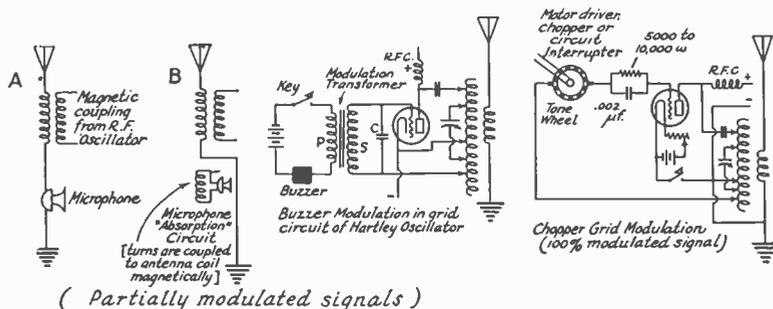 A
Magnetic
coupling
from R.F.
Oscillator
Microphone
B
Microphone
"Absorption"
Circuit
[turns are coupled
to antenna coil
magnetically]
( Partially modulated signals )
Modulation
Transformer
Key
R.F.C.
+
P
S
C
-
Buzzer
Buzzer Modulation in grid
circuit of Hartley Oscillator
Motor driven
chopper or
circuit
Interrupter
5000 to
10,000 ω
R.F.C
+
-
Tone
Wheel
.002
μf.
Chopper Grid Modulation
(100% modulated signal)